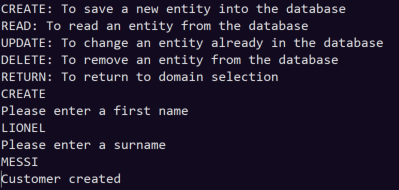 CREATE: To save a new entity into the database
READ: To read an entity from the database
UPDATE: To change an entity already in the database
DELETE: To remove an entity from the database
RETURN: To return to domain selection
CREATE
Please enter a first name
LIONEL
Please enter a surname
MESSI
Customer created